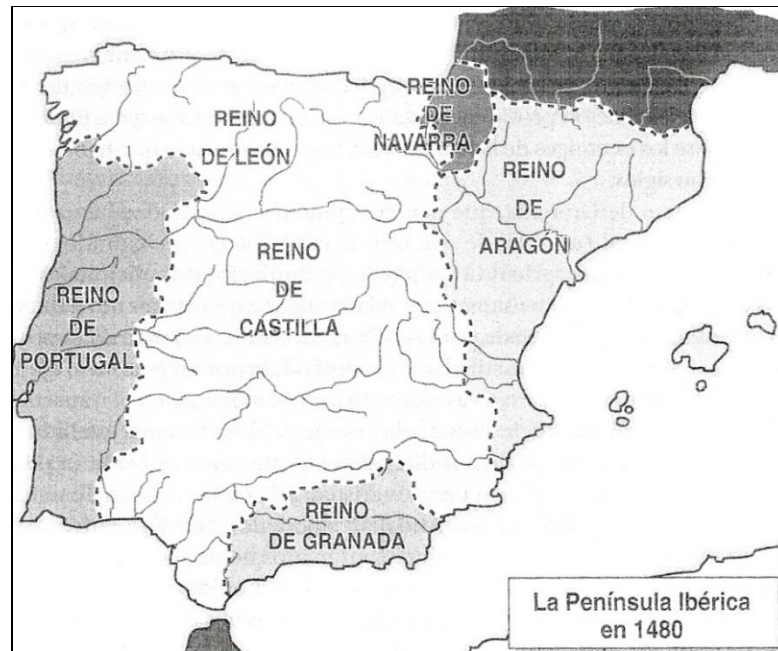 REINO
DE LEÓN
REINO
DE
NAVARRA
REINO
DE
ARAGÓN
REINO
DE
CASTILLA
REINO
DE
PORTUGAL
REINO
DE GRANADA
La Península Ibérica
en 1480